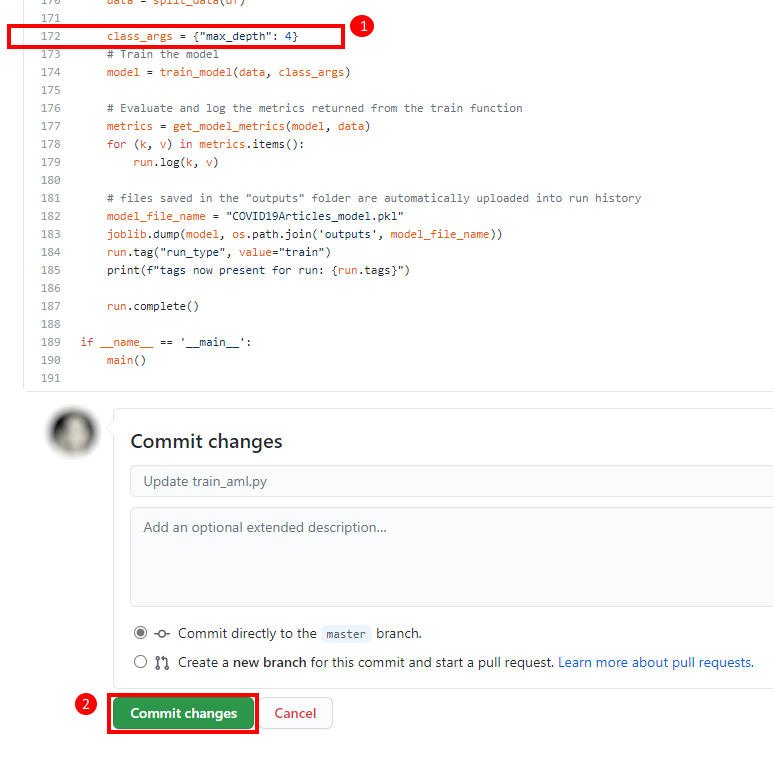 170 data = split_data(df)
171
172 class_args = {"max_depth": 4}
1
173 # Train the model
174 model = train_model(data, class_args)
175
176 # Evaluate and log the metrics returned from the train function
177 metrics = get_model_metrics(model, data)
178 for (k, v) in metrics.items():
179 run.log(k, v)
180
181 # files saved in the "outputs" folder are automatically uploaded into run history
182 model_file_name = "COVID19Articles_model.pkl"
183 joblib.dump(model, os.path.join('outputs', model_file_name))
184 run.tag("run_type", value="train")
185 print(f"tags now present for run: {run.tags}")
186
187 run.complete()
188
189 if __name__ == '__main__':
190 main()
191
Commit changes
Update train_aml.py
Add an optional extended description...
Commit directly to the master branch.
Create a new branch for this commit and start a pull request. Learn more about pull requests.
2
Commit changes Cancel